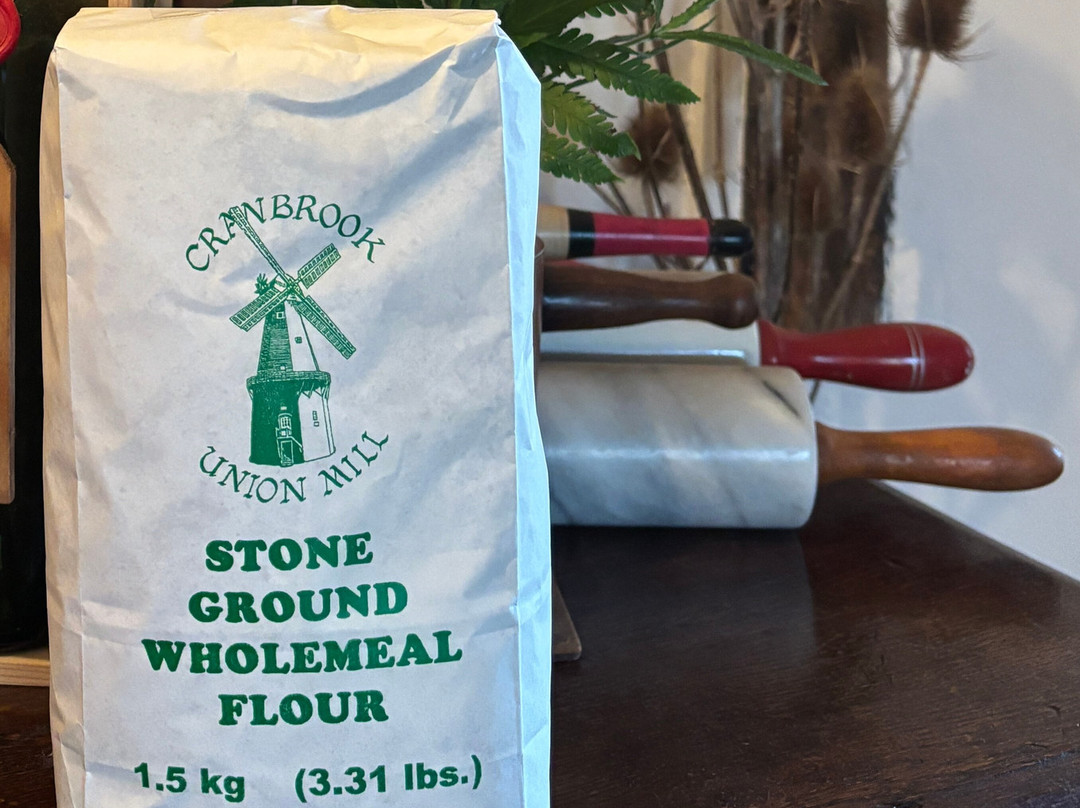 CRANBROOK
UNION MILL
STONE
GROUND
WHOLEMEAL
FLOUR
1.5 kg (3.31 lbs.)